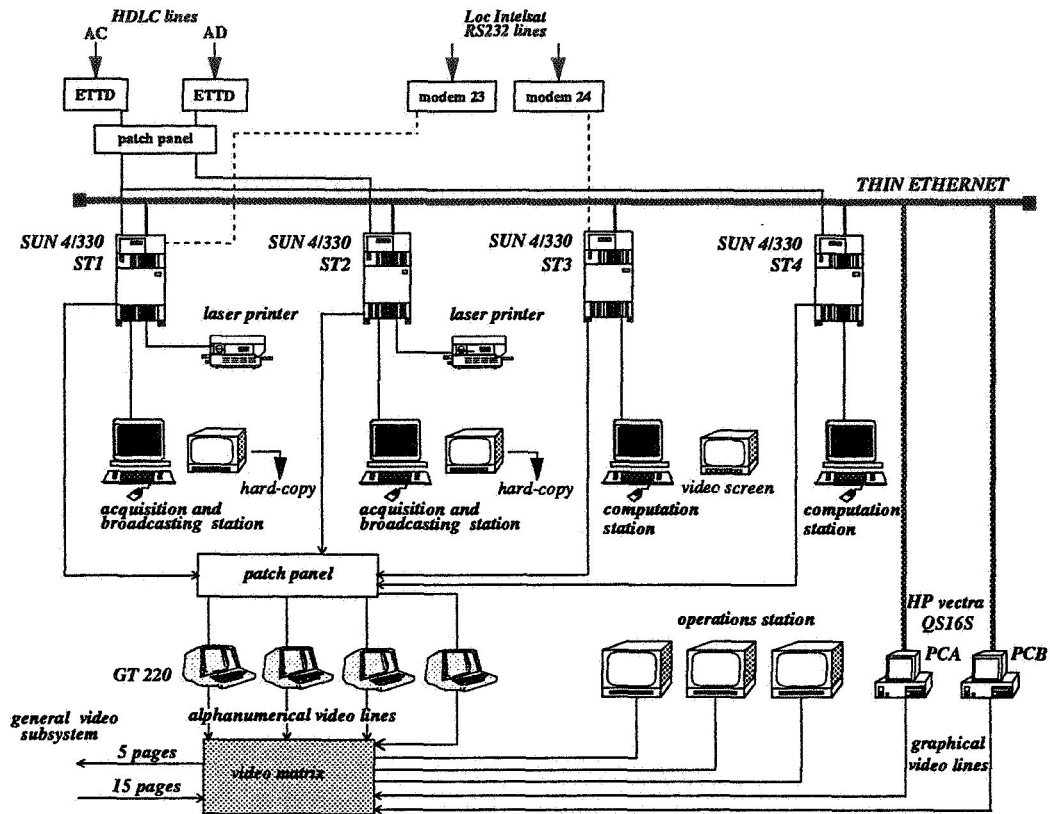 HDLC lines
AC
AD
Loc Intelsat
RS232 lines
ETTD
ETTD
modem 23
modem 24
patch panel
THIN ETHERNET
SUN 4/330
ST1
SUN 4/330
ST2
SUN 4/330
ST3
SUN 4/330
ST4
laser printer
laser printer
hard-copy
hard-copy
video screen
acquisition and
broadcasting station
acquisition and
broadcasting station
computation
station
computation
station
patch panel
HP vectra
QS16S
operations station
PCA
PCB
GT 220
alphanumerical video lines
general video
subsystem
5 pages
15 pages
video matrix
graphical
video lines